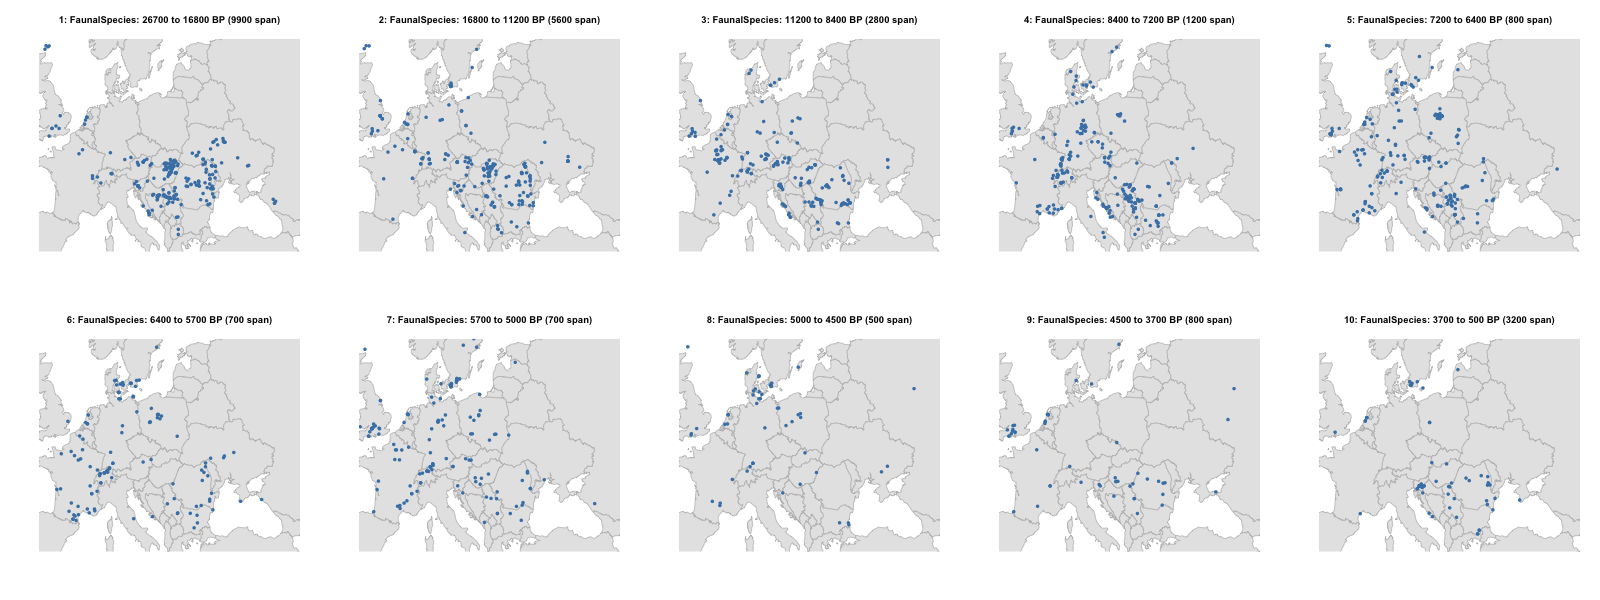 1: FaunalSpecies: 26700 to 16800 BP (9900 span)
2: FaunalSpecies: 16800 to 11200 BP (5600 span)
3: FaunalSpecies: 11200 to 8400 BP (2800 span)
4: FaunalSpecies: 8400 to 7200 BP (1200 span)
5: FaunalSpecies: 7200 to 6400 BP (800 span)
6: FaunalSpecies: 6400 to 5700 BP (700 span)
7: FaunalSpecies: 5700 to 5000 BP (700 span)
8: FaunalSpecies: 5000 to 4500 BP (500 span)
9: FaunalSpecies: 4500 to 3700 BP (800 span)
10: FaunalSpecies: 3700 to 500 BP (3200 span)